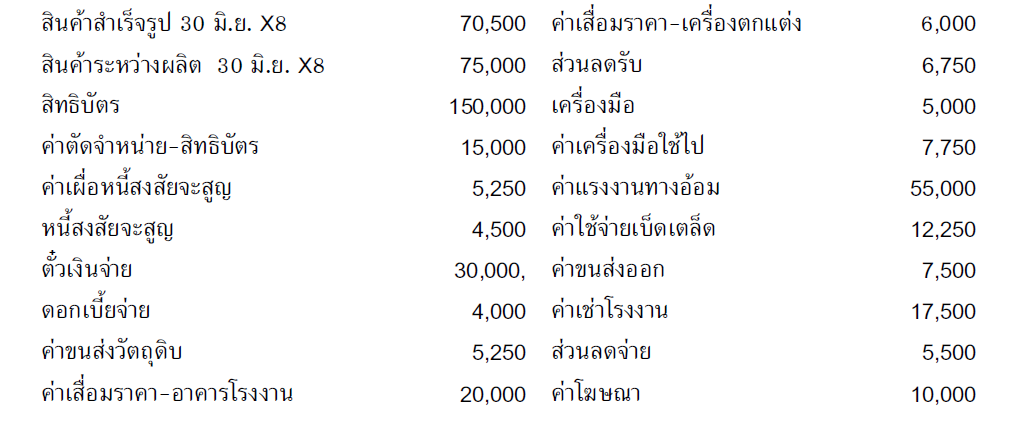 สินค้าสำเร็จรูป 30 มิ.ย. X8 70,500 ค่าเสื่อมราคา-เครื่องตกแต่ง 6,000
สินค้าระหว่างผลิต 30 มิ.ย. X8 75,000 ส่วนลดรับ 6,750
สิทธิบัตร 150,000 เครื่องมือ 5,000
ค่าตัดจำหน่าย-สิทธิบัตร 15,000 ค่าเครื่องมือใช้ไป 7,750
ค่าเผื่อหนี้สงสัยจะสูญ 5,250 ค่าแรงงานทางอ้อม 55,000
หนี้สงสัยจะสูญ 4,500 ค่าใช้จ่ายเบ็ดเตล็ด 12,250
ตั๋วเงินจ่าย 30,000, ค่าขนส่งออก 7,500
ดอกเบี้ยจ่าย 4,000 ค่าเช่าโรงงาน 17,500
ค่าขนส่งวัตถุดิบ 5,250 ส่วนลดจ่าย 5,500
ค่าเสื่อมราคา-อาคารโรงงาน 20,000 ค่าโฆษณา 10,000